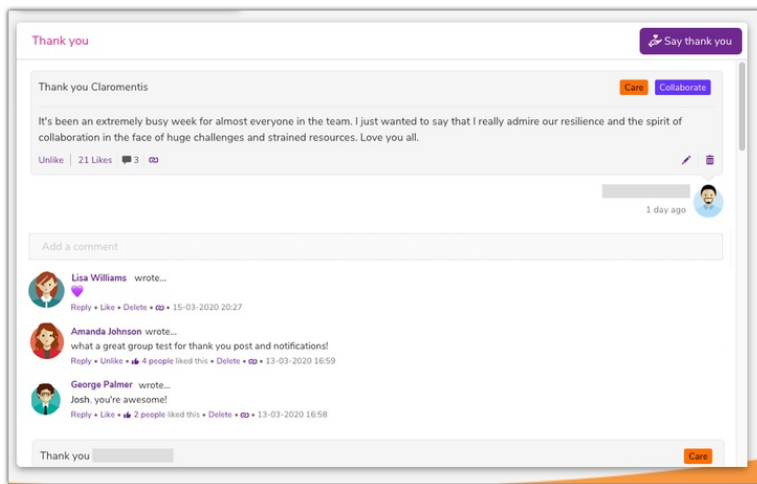 Thank you
Say thank you
Thank you Claromentis
Care
Collaborate
It's been an extremely busy week for almost everyone in the team. I just wanted to say that I really admire our resilience and the spirit of
collaboration in the face of huge challenges and strained resources. Love you all.
Unlike | 21 Likes 3
1 day ago
Add a comment
Lisa Williams wrote...
💜
Reply • Like • Delete • • 15-03-2020 20:27
Amanda Johnson wrote...
what a great group test for thank you post and notifications!
Reply • Unlike • 4 people liked this • Delete • • 13-03-2020 16:59
George Palmer wrote...
Josh, you're awesome!
Reply • Like • 2 people liked this • Delete • • 13-03-2020 16:58
Thank you
Care